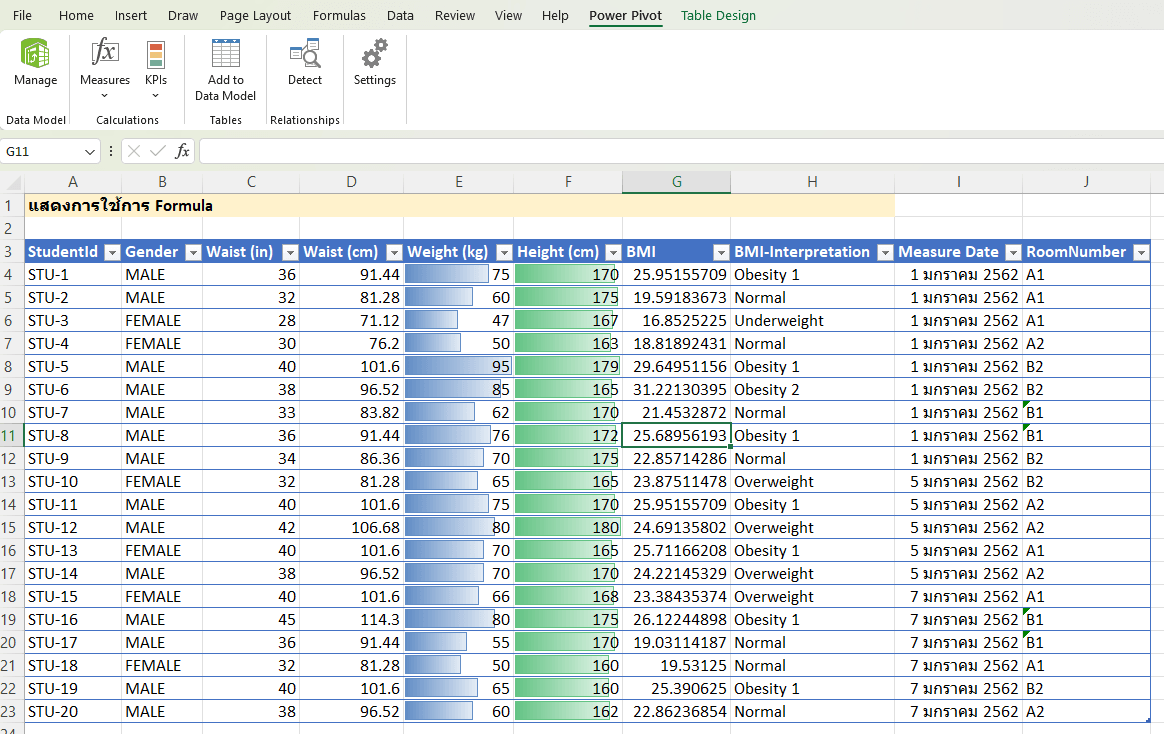 File Home Insert Draw Page Layout Formulas Data Review View Help Power Pivot Table Design
Manage Measures KPIs Add to Data Model Detect Settings
Data Model Calculations Tables Relationships
G11 fx
A B C D E F G H I J
1 แสดงการใช้การ Formula
2
3 StudentId Gender Waist (in) Waist (cm) Weight (kg) Height (cm) BMI BMI-Interpretation Measure Date RoomNumber
4 STU-1 MALE 36 91.44 75 170 25.95155709 Obesity 1 1 มกราคม 2562 A1
5 STU-2 MALE 32 81.28 60 175 19.59183673 Normal 1 มกราคม 2562 A1
6 STU-3 FEMALE 28 71.12 47 167 16.8525225 Underweight 1 มกราคม 2562 A1
7 STU-4 FEMALE 30 76.2 50 163 18.81892431 Normal 1 มกราคม 2562 A2
8 STU-5 MALE 40 101.6 95 179 29.64951156 Obesity 1 1 มกราคม 2562 B2
9 STU-6 MALE 38 96.52 85 165 31.22130395 Obesity 2 1 มกราคม 2562 B2
10 STU-7 MALE 33 83.82 62 170 21.4532872 Normal 1 มกราคม 2562 B1
11 STU-8 MALE 36 91.44 76 172 25.68956193 Obesity 1 1 มกราคม 2562 B1
12 STU-9 MALE 34 86.36 70 175 22.85714286 Normal 1 มกราคม 2562 B2
13 STU-10 FEMALE 32 81.28 65 165 23.87511478 Overweight 5 มกราคม 2562 B2
14 STU-11 MALE 40 101.6 75 170 25.95155709 Obesity 1 5 มกราคม 2562 A2
15 STU-12 MALE 42 106.68 80 180 24.69135802 Overweight 5 มกราคม 2562 A2
16 STU-13 FEMALE 40 101.6 70 165 25.71166208 Obesity 1 5 มกราคม 2562 A1
17 STU-14 MALE 38 96.52 70 170 24.22145329 Overweight 5 มกราคม 2562 A2
18 STU-15 FEMALE 40 101.6 66 168 23.38435374 Overweight 7 มกราคม 2562 A1
19 STU-16 MALE 45 114.3 80 175 26.12244898 Obesity 1 7 มกราคม 2562 B1
20 STU-17 MALE 36 91.44 55 170 19.03114187 Normal 7 มกราคม 2562 B1
21 STU-18 FEMALE 32 81.28 50 160 19.53125 Normal 7 มกราคม 2562 A1
22 STU-19 MALE 40 101.6 65 160 25.390625 Obesity 1 7 มกราคม 2562 B2
23 STU-20 MALE 38 96.52 60 162 22.86236854 Normal 7 มกราคม 2562 A2